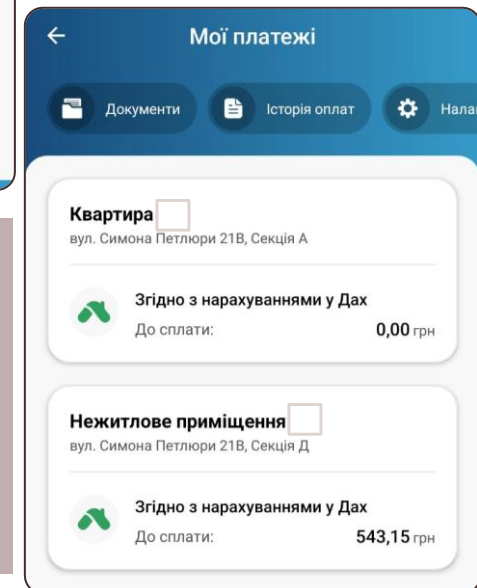 Мої платежі
Документи
Історія оплат
Квартира
вул. Симона Петлюри 21В, Секція А
Згідно з нарахуваннями у Дах
До сплати: 0,00 грн
Нежитлове приміщення
вул. Симона Петлюри 21В, Секція Д
Згідно з нарахуваннями у Дах
До сплати: 543,15 грн